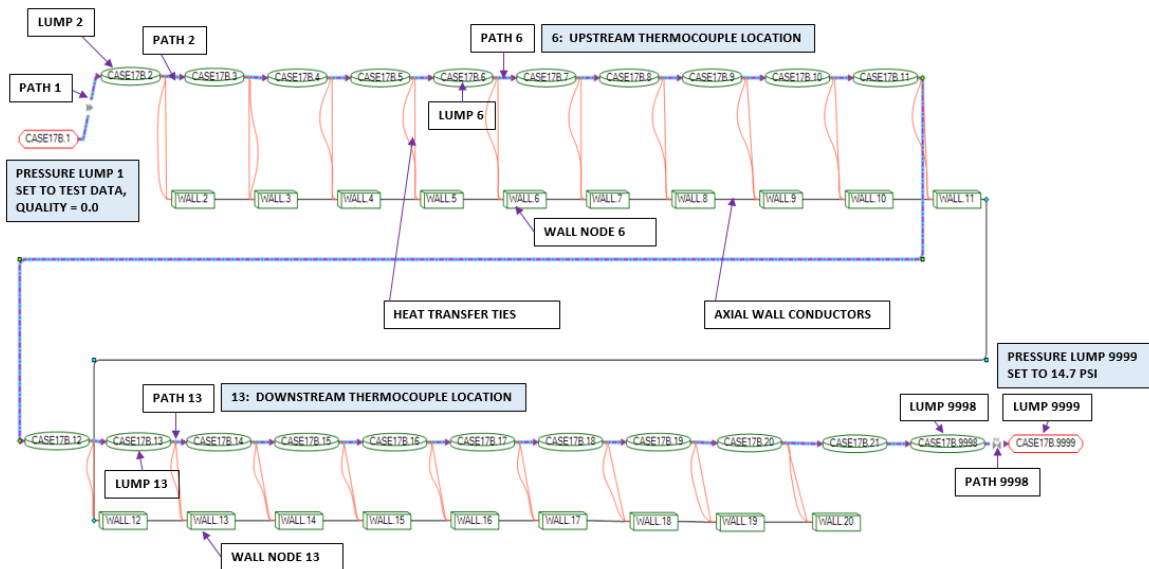 LUMP 2
PATH 2
PATH 6
6: UPSTREAM THERMOCOUPLE LOCATION
CASE17B.2
CASE17B.3
CASE17B.4
CASE17B.5
CASE17B.6
CASE17B.7
CASE17B.8
CASE17B.9
CASE17B.10
CASE17B.11
PATH 1
LUMP 6
CASE17B.1
PRESSURE LUMP 1
SET TO TEST DATA,
QUALITY = 0.0
WALL.2
WALL.3
WALL.4
WALL.5
WALL.6
WALL.7
WALL.8
WALL.9
WALL.10
WALL.11
WALL NODE 6
HEAT TRANSFER TIES
AXIAL WALL CONDUCTORS
PRESSURE LUMP 9999
SET TO 14.7 PSI
PATH 13
13: DOWNSTREAM THERMOCOUPLE LOCATION
LUMP 9998
LUMP 9999
CASE17B.12
CASE17B.13
CASE17B.14
CASE17B.15
CASE17B.16
CASE17B.17
CASE17B.18
CASE17B.19
CASE17B.20
CASE17B.21
CASE17B.9998
CASE17B.9999
LUMP 13
PATH 9998
WALL.12
WALL.13
WALL.14
WALL.15
WALL.16
WALL.17
WALL.18
WALL.19
WALL.20
WALL NODE 13